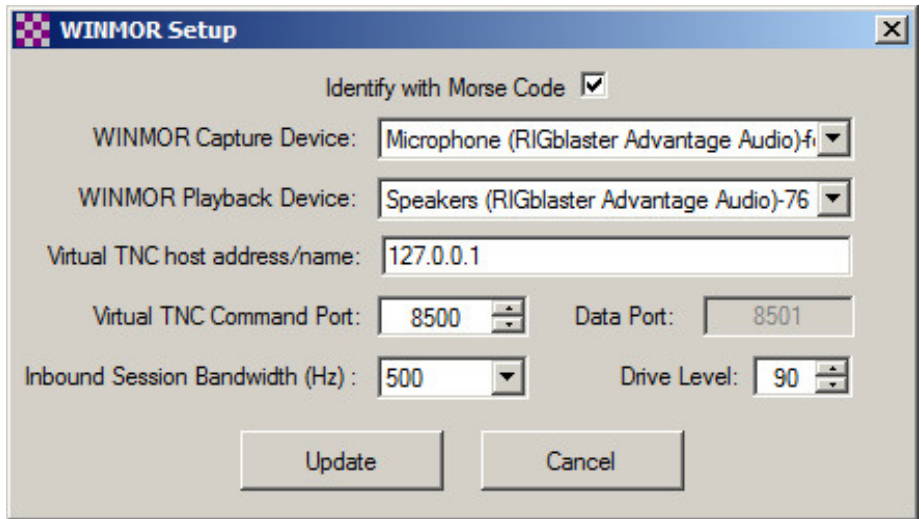 WINMOR Setup
Identify with Morse Code
WINMOR Capture Device: Microphone (RIGblaster Advantage Audio)-f
WINMOR Playback Device: Speakers (RIGblaster Advantage Audio)-76
Virtual TNC host address/name: 127.0.0.1
Virtual TNC Command Port: 8500 Data Port: 8501
Inbound Session Bandwidth (Hz) : 500 Drive Level: 90
Update Cancel